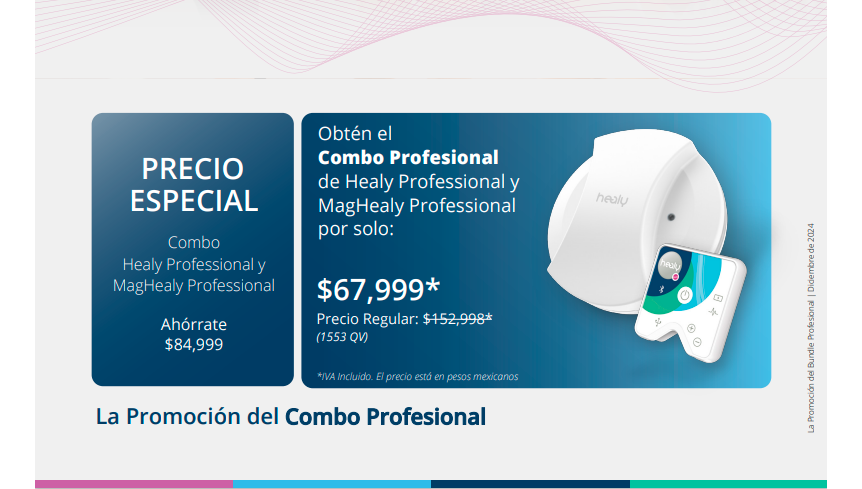 PRECIO
ESPECIAL
Combo
Healy Professional y
MagHealy Professional
Ahórrate
$84,999
Obtén el
Combo Profesional
de Healy Professional y
MagHealy Professional
por solo:
$67,999*
Precio Regular: $152,998*
(1553 QV)
*IVA Incluido. El precio está en pesos mexicanos
healy
healy
La Promoción del Bundle Profesional | Diciembre de 2024
La Promoción del Combo Profesional